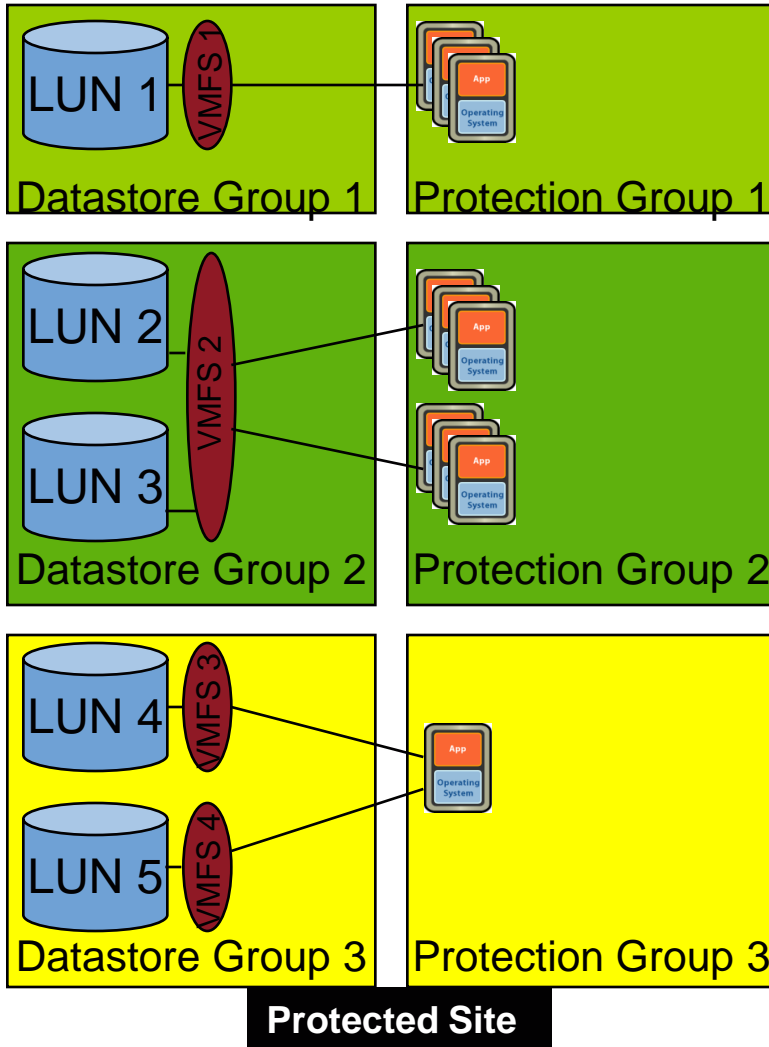 LUN 1
VMFS 1
App
Operating
System
Datastore Group 1
Protection Group 1
LUN 2
LUN 3
VMFS 2
App
Operating
System
App
Operating
System
Datastore Group 2
Protection Group 2
LUN 4
VMFS 3
LUN 5
VMFS 4
App
Operating
System
Datastore Group 3
Protection Group 3
Protected Site